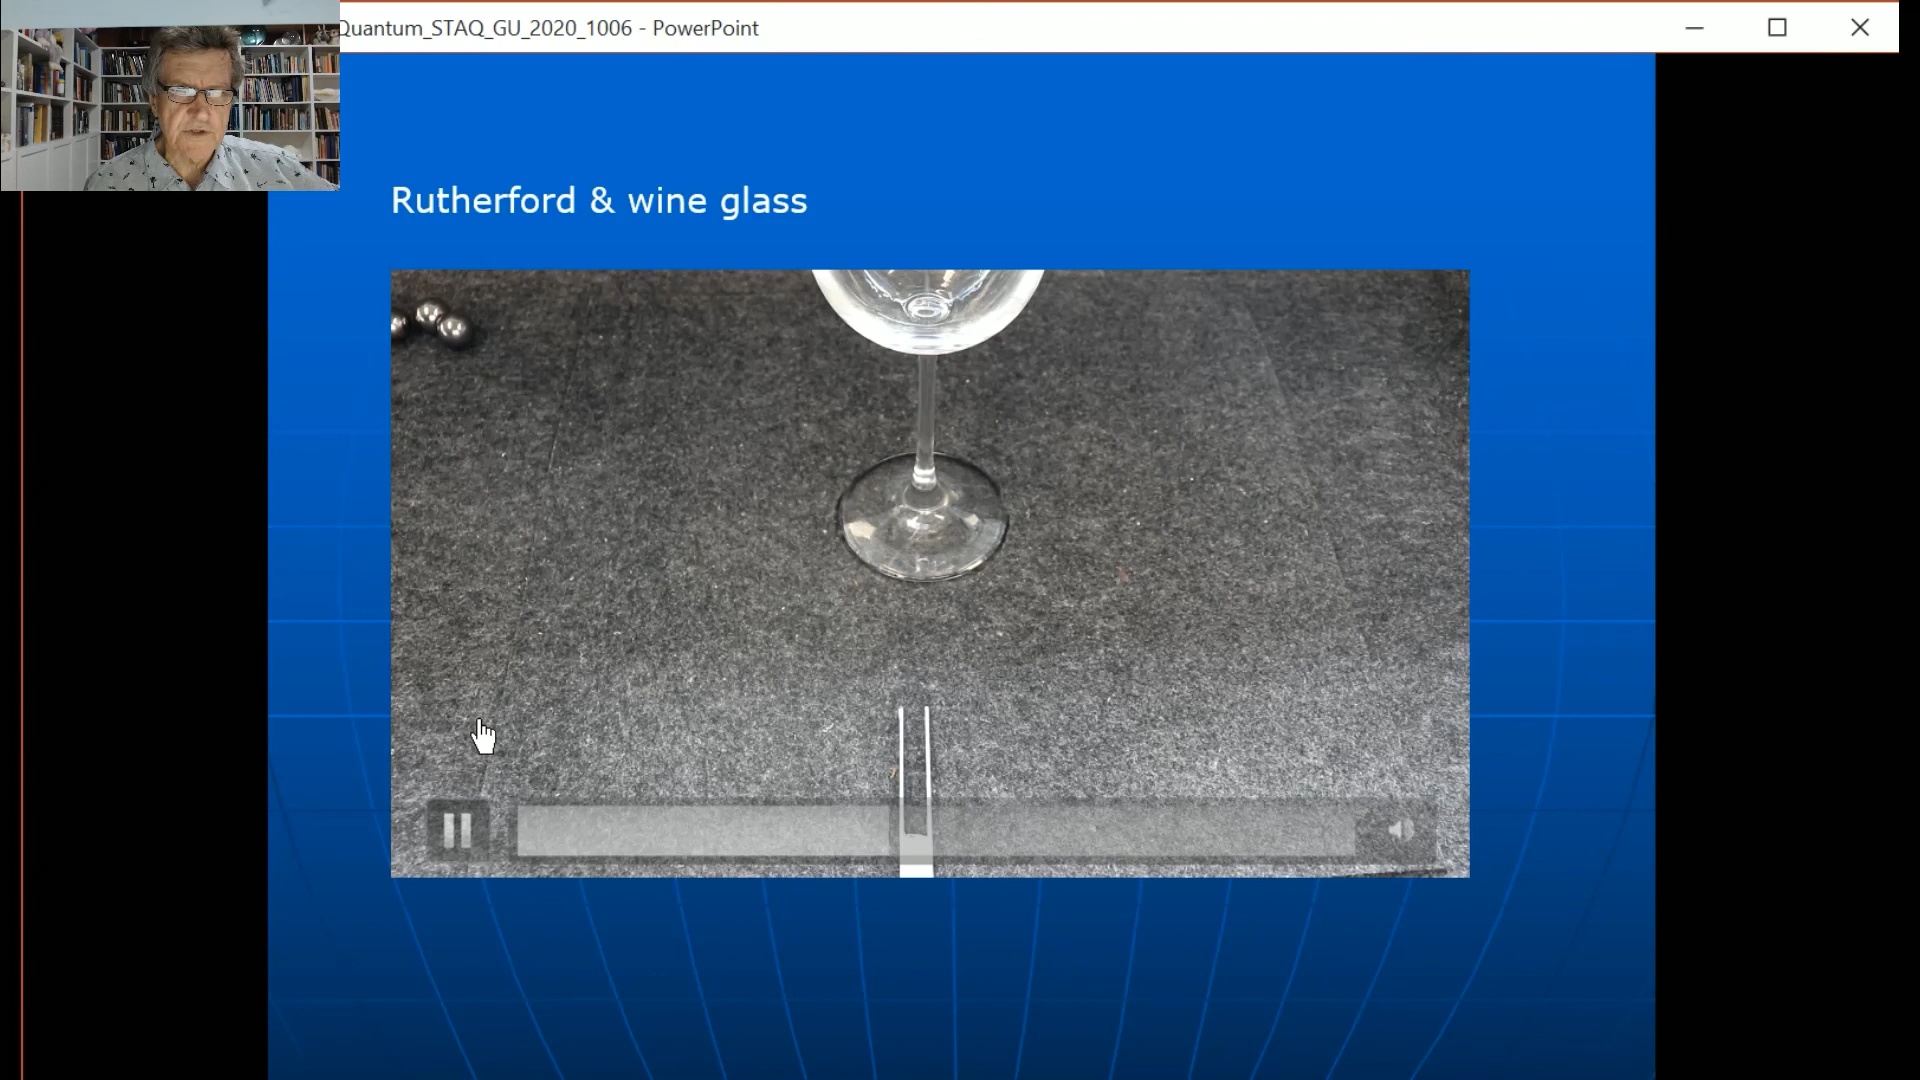 Quantum_STAQ_GU_2020_1006 - PowerPoint
Rutherford & wine glass